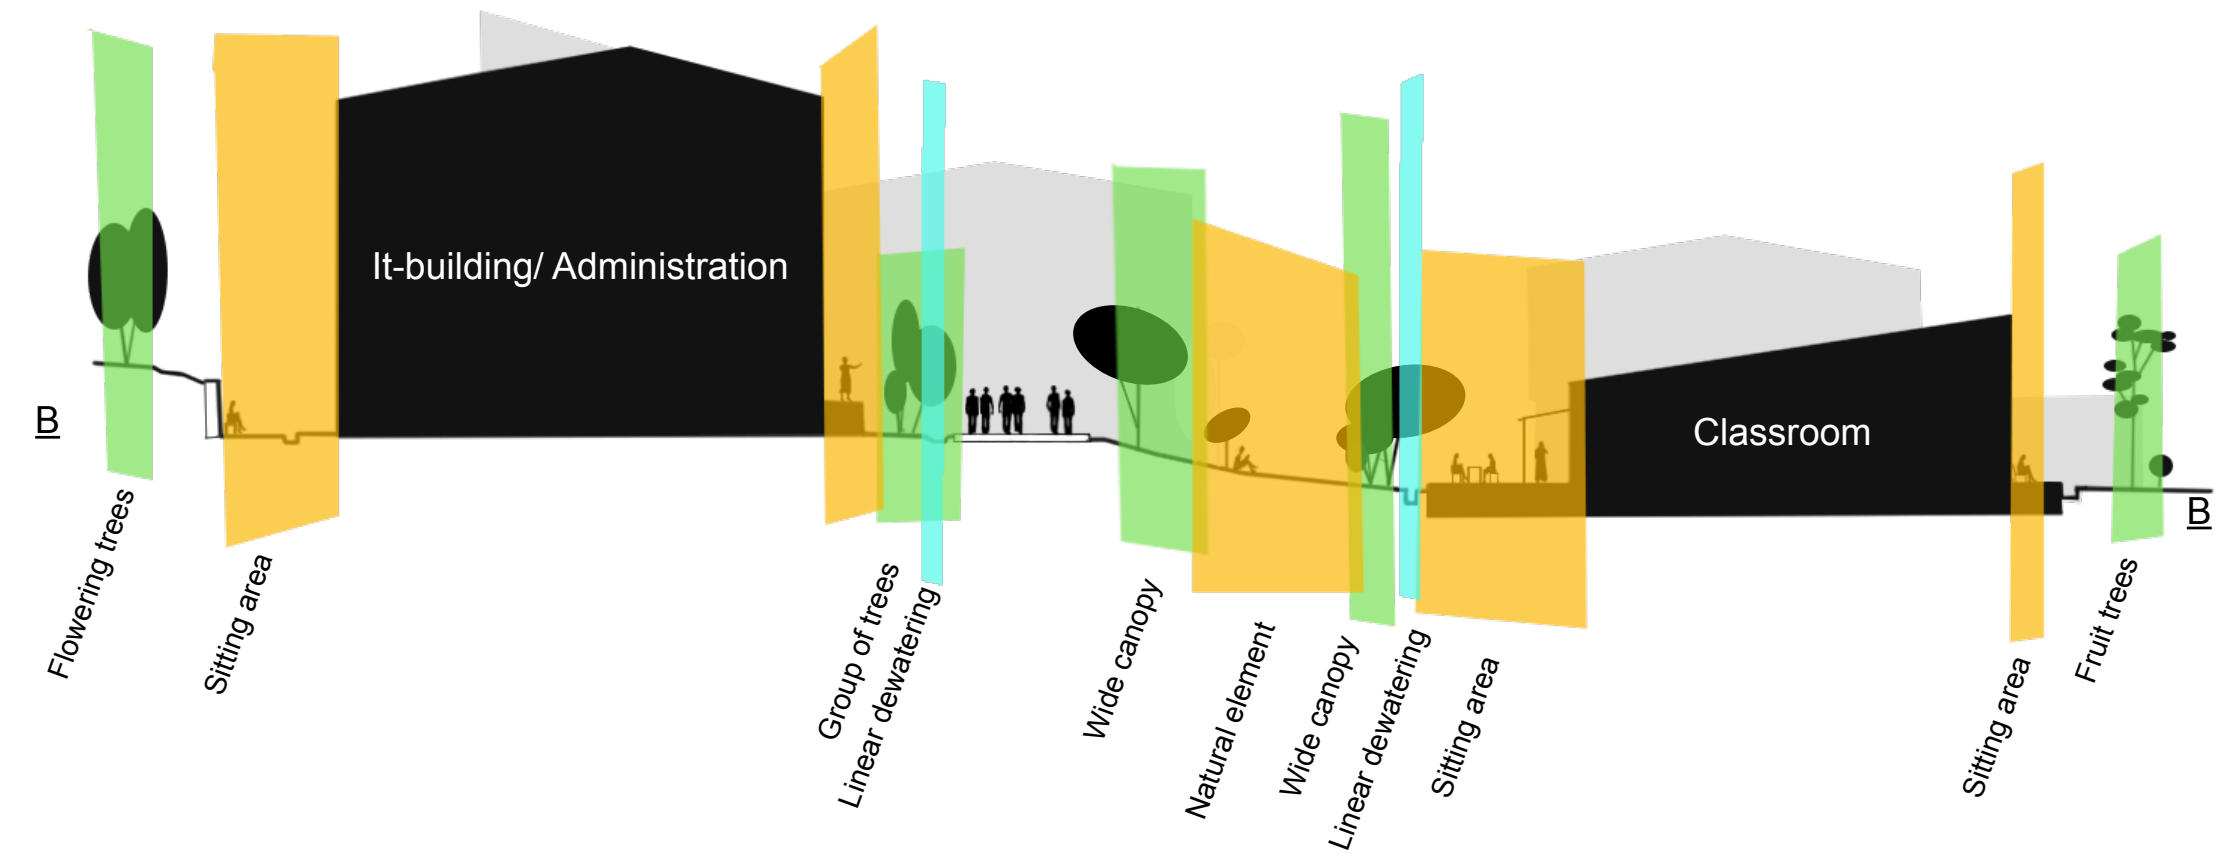 It-building/ Administration
Classroom
B
B
Flowering trees
Sitting area
Group of trees
Linear dewatering
Wide canopy
Natural element
Wide canopy
Linear dewatering
Sitting area
Sitting area
Fruit trees